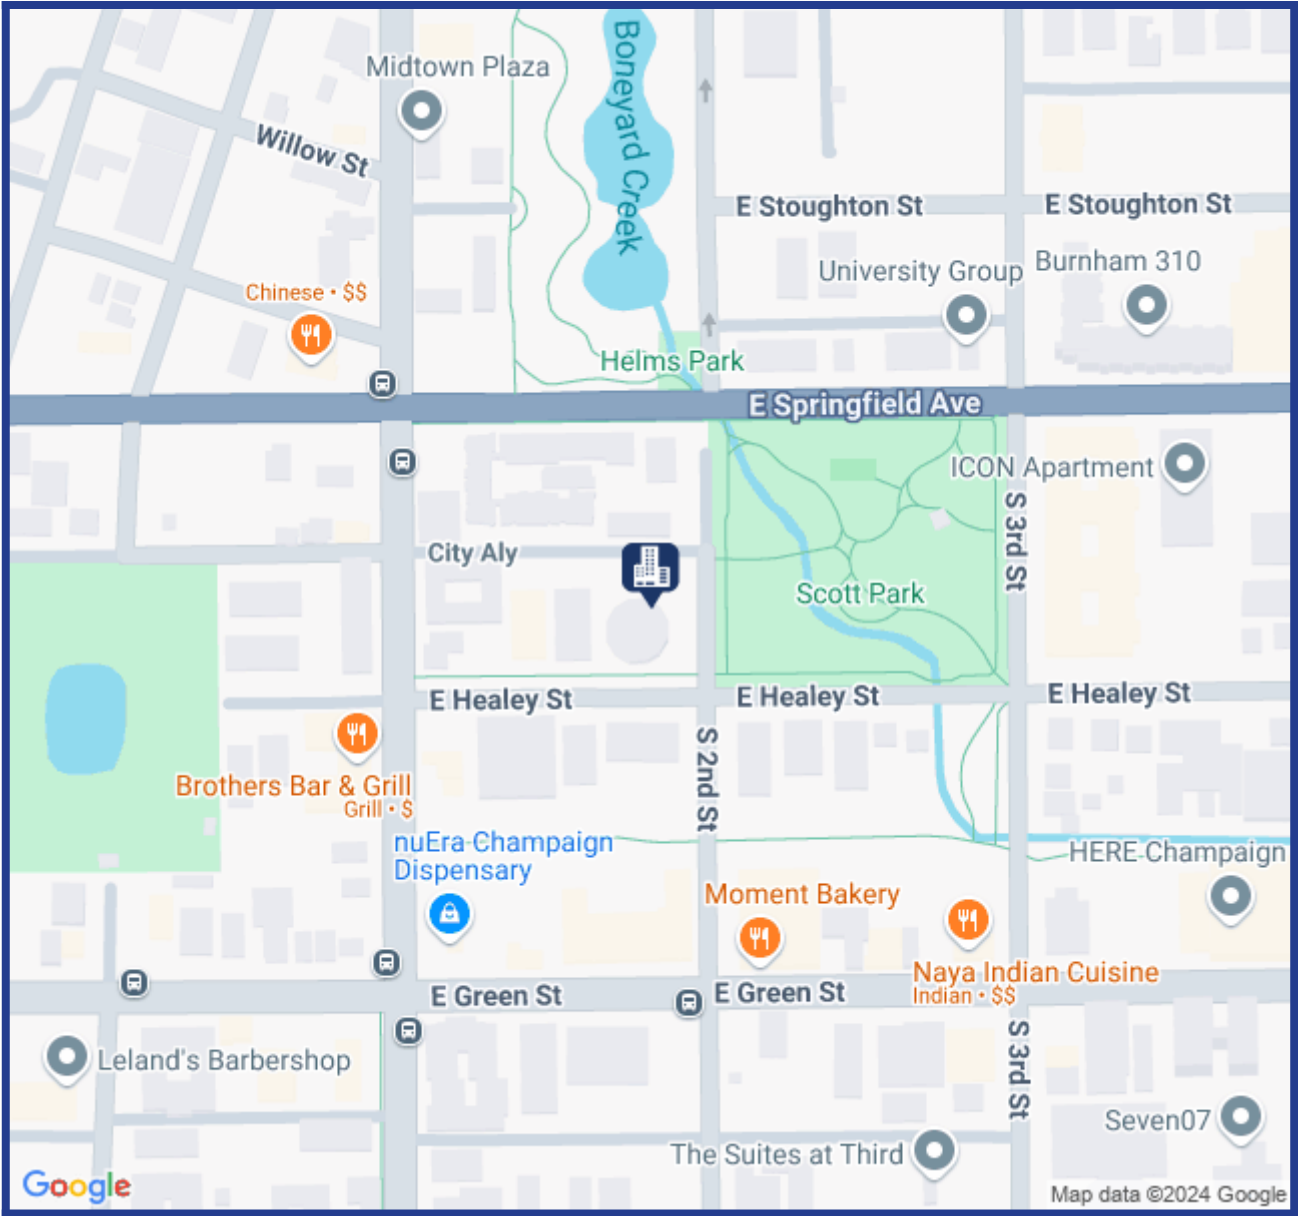 Boneyard Creek
Midtown Plaza
Willow St
E Stoughton St
E Stoughton St
University Group
Burnham 310
Chinese • $$
Helms Park
E Springfield Ave
ICON Apartment
S 3rd St
City Aly
Scott Park
E Healey St
E Healey St
E Healey St
S 2nd St
Brothers Bar & Grill
Grill • $
nuEra Champaign
Dispensary
HERE Champaign
Moment Bakery
Naya Indian Cuisine
Indian • $$
E Green St
E Green St
S 3rd St
Leland's Barbershop
Seven07
The Suites at Third
Google
Map data ©2024 Google